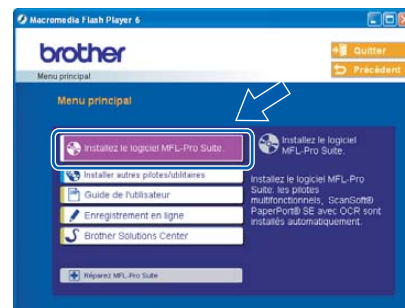 Macromedia Flash Player 6
brother
Quitter
Précédent
Menu principal
Menu principal
Installez le logiciel MFL-Pro Suite.
Installer autres pilotes/utilitaires
Guide de l'utilisateur
Enregistrement en ligne
Brother Solutions Center
Réparez MFL-Pro Suite
Installez le logiciel
MFL-Pro Suite.
Installez le logiciel MFL-Pro
Suite: les pilotes
multifonctionnels, ScanSoft®
PaperPort® SE avec OCR sont
installés automatiquement.